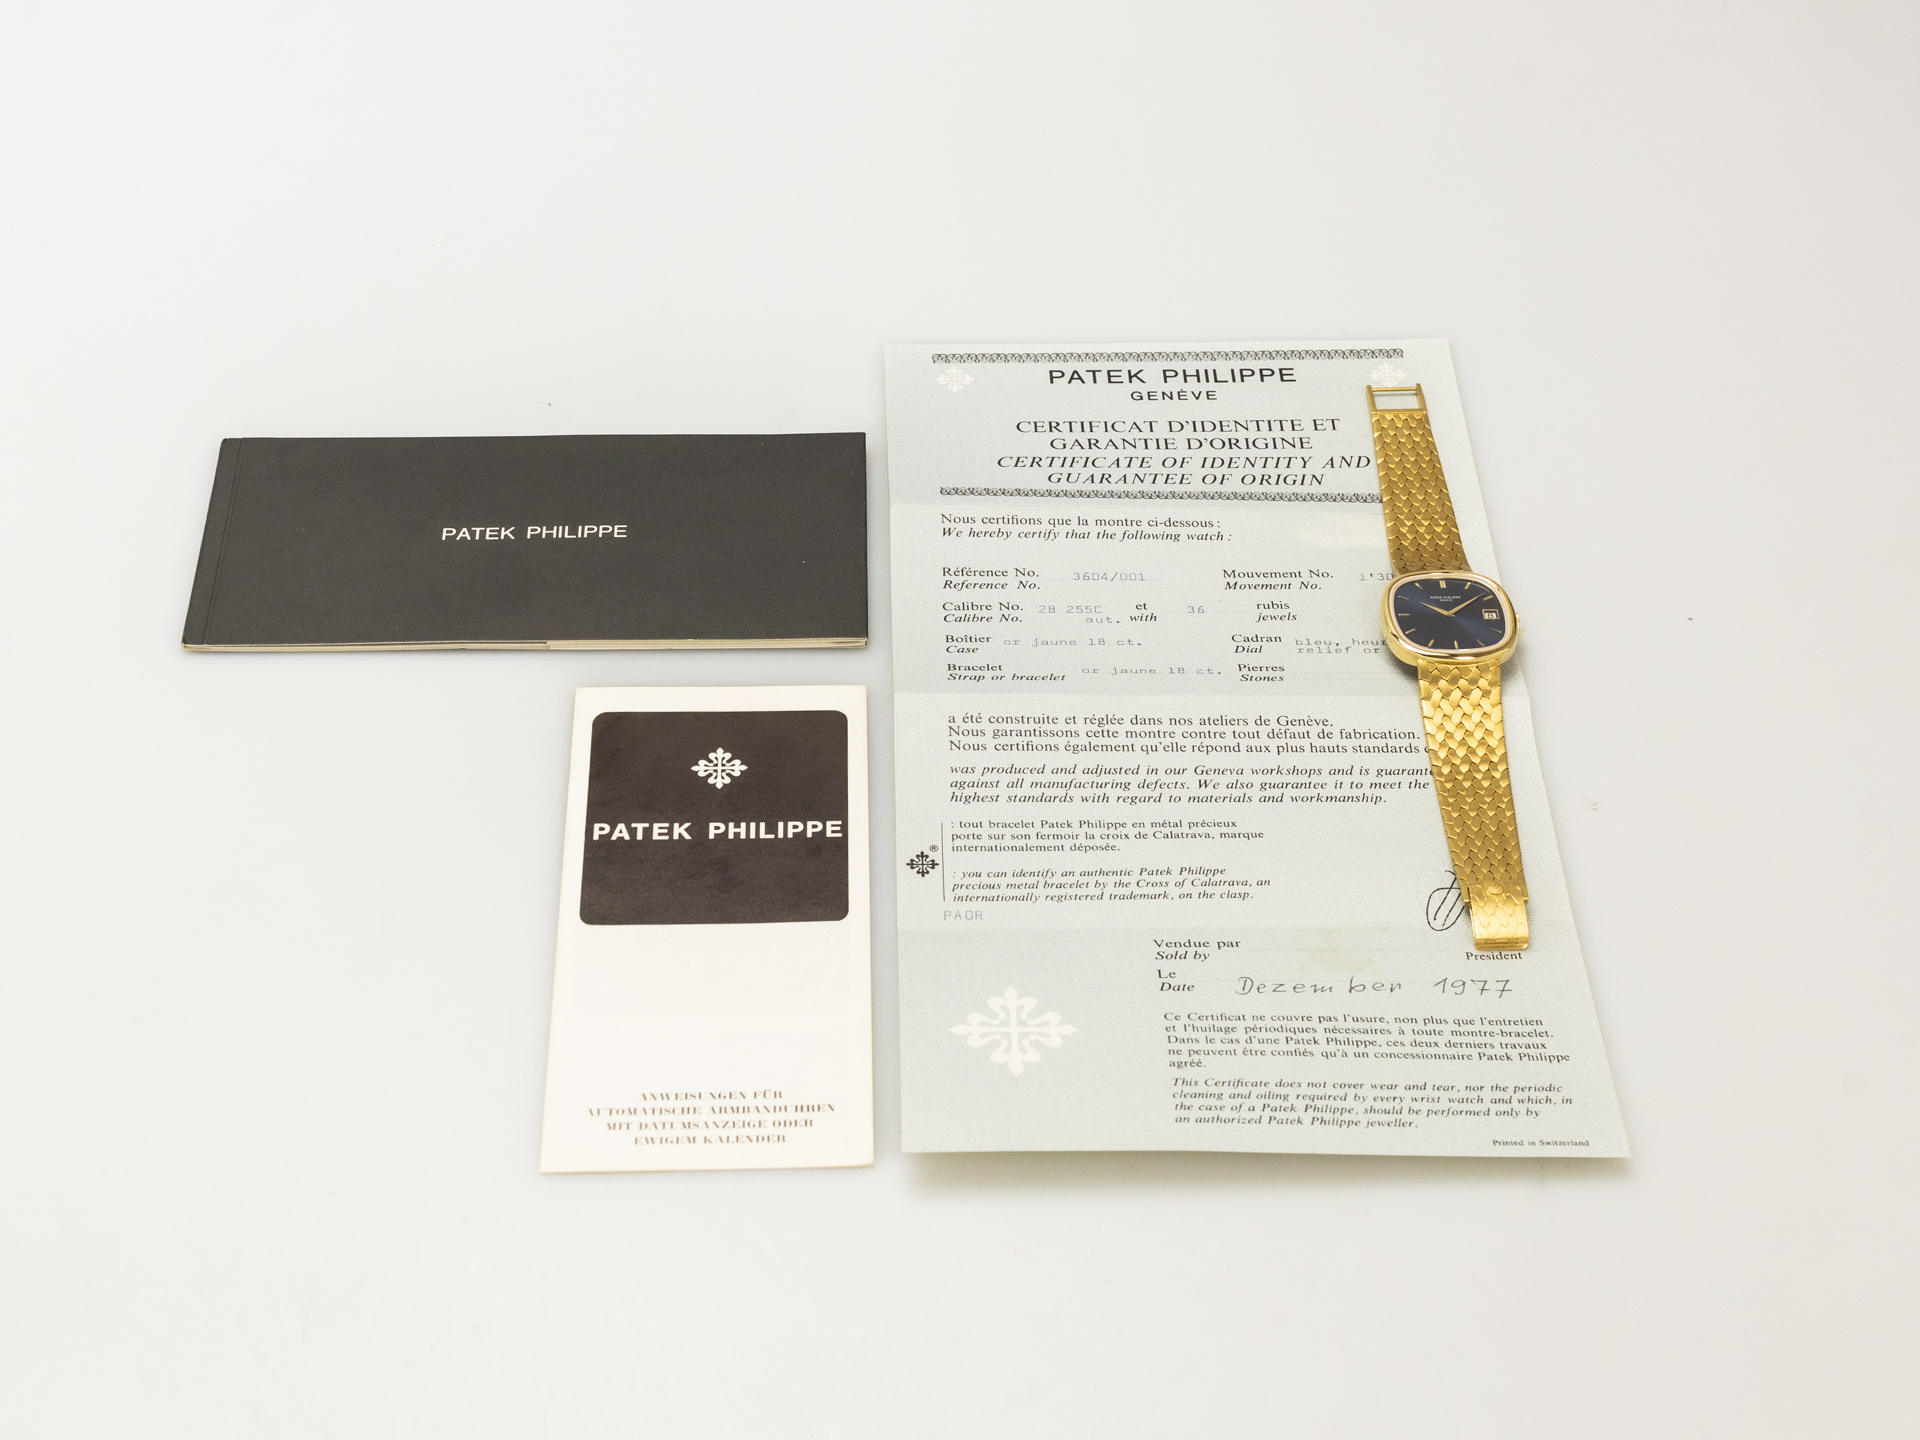 PATEK PHILIPPE
PATEK PHILIPPE
ANWEISUNGEN FÜR
AUTOMATISCHE ARMBANDUHREN
MIT DATUMSANZEIGE ODER
EWIGEM KALENDER
PATEK PHILIPPE
GENÈVE
CERTIFICAT D'IDENTITE ET
GARANTIE D'ORIGINE
CERTIFICATE OF IDENTITY AND
GUARANTEE OF ORIGIN
Nous certifions que la montre ci-dessous :
We hereby certify that the following watch :
Référence No. 3604/001 Mouvement No. 1'30
Reference No. Movement No.
Calibre No. 28 255C et 36 rubis
Calibre No. aut. with jewels
Boîtier or jaune 18 ct. Cadran bleu, heur
Case Dial relief or
Bracelet or jaune 18 ct. Pierres
Strap or bracelet Stones
a été construite et réglée dans nos ateliers de Genève.
Nous garantissons cette montre contre tout défaut de fabrication.
Nous certifions également qu'elle répond aux plus hauts standards
was produced and adjusted in our Geneva workshops and is guarante
against all manufacturing defects. We also guarantee it to meet the
highest standards with regard to materials and workmanship.
: tout bracelet Patek Philippe en métal précieux
porte sur son fermoir la croix de Calatrava, marque
internationalement déposée.
®
: you can identify an authentic Patek Philippe
precious metal bracelet by the Cross of Calatrava, an
internationally registered trademark, on the clasp.
PAOR
Vendue par
Sold by
President
Le
Date Dezember 1977
Ce Certificat ne couvre pas l'usure, non plus que l'entretien
et l'huilage périodiques nécessaires à toute montre-bracelet.
Dans le cas d'une Patek Philippe, ces deux derniers travaux
ne peuvent être confiés qu'à un concessionnaire Patek Philippe
agréé.
This Certificate does not cover wear and tear, nor the periodic
cleaning and oiling required by every wrist watch and which, in
the case of a Patek Philippe, should be performed only by
an authorized Patek Philippe jeweller.
Printed in Switzerland
PATEK PHILIPPE
GENEVE